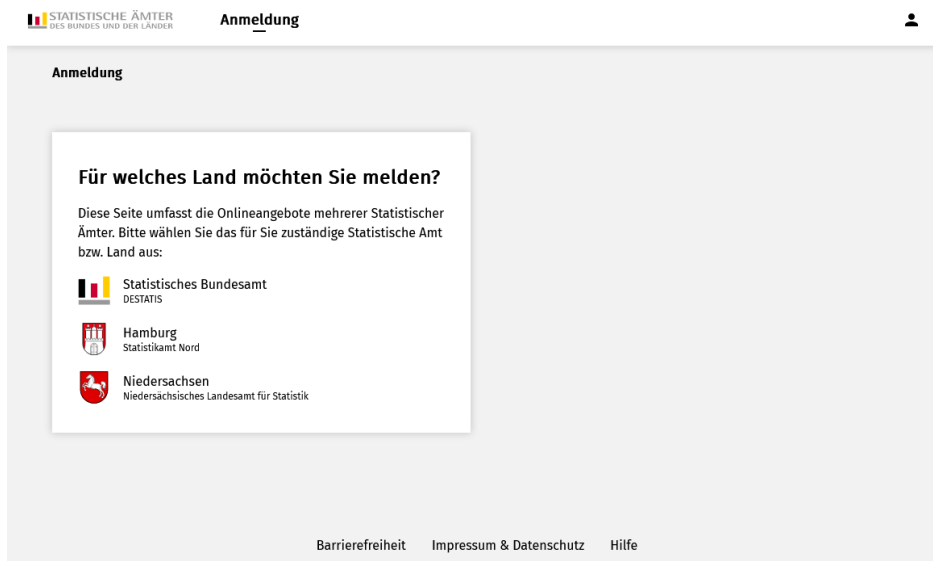 STATISTISCHE ÄMTER
DES BUNDES UND DER LÄNDER
Anmeldung
Anmeldung
Für welches Land möchten Sie melden?
Diese Seite umfasst die Onlineangebote mehrerer Statistischer
Ämter. Bitte wählen Sie das für Sie zuständige Statistische Amt
bzw. Land aus:
Statistisches Bundesamt
DESTATIS
Hamburg
Statistikamt Nord
Niedersachsen
Niedersächsisches Landesamt für Statistik
Barrierefreiheit Impressum & Datenschutz Hilfe